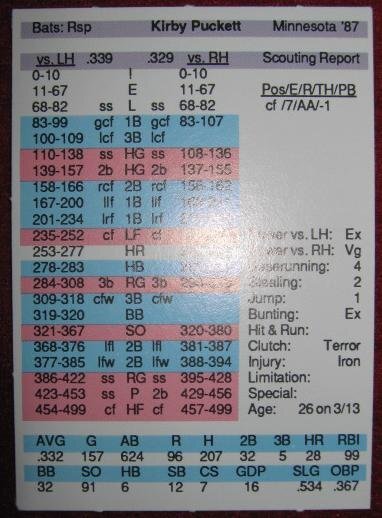 Bats: Rsp Kirby Puckett Minnesota '87
vs. LH .339 .329 vs. RH Scouting Report
0-10 ! 0-10
11-67 E 11-67 Pos/E/R/TH/PB
68-82 ss L ss 68-82 cf /7/AA/-1
83-99 gcf 1B gcf 83-107
100-109 lcf 3B lcf
110-138 ss HG ss 108-136
139-157 2b HG 2b 137-155
158-166 rcf 2B rcf
167-200 llf 1B llf
201-234 lrf 1B lrf
235-252 cf LF vs. LH: Ex
253-277 HR vs. RH: Vg
278-283 HB 4
284-308 3b RG 3b Stealing: 2
309-318 cfw 3B cfw Jump: 1
319-320 BB Bunting: Ex
321-367 SO 320-380 Hit & Run:
368-376 lfl 2B lfl 381-387 Clutch: Terror
377-385 lfw 2B lfw 388-394 Injury: Iron
386-422 ss RG ss 395-428 Limitation:
423-453 ss P 2b 429-456 Special:
454-499 cf HF cf 457-499 Age: 26 on 3/13
AVG G AB R H 2B 3B HR RBI
.332 157 624 96 207 32 5 28 99
BB SO HB SB CS GDP SLG OBP
32 91 6 12 7 16 .534 .367